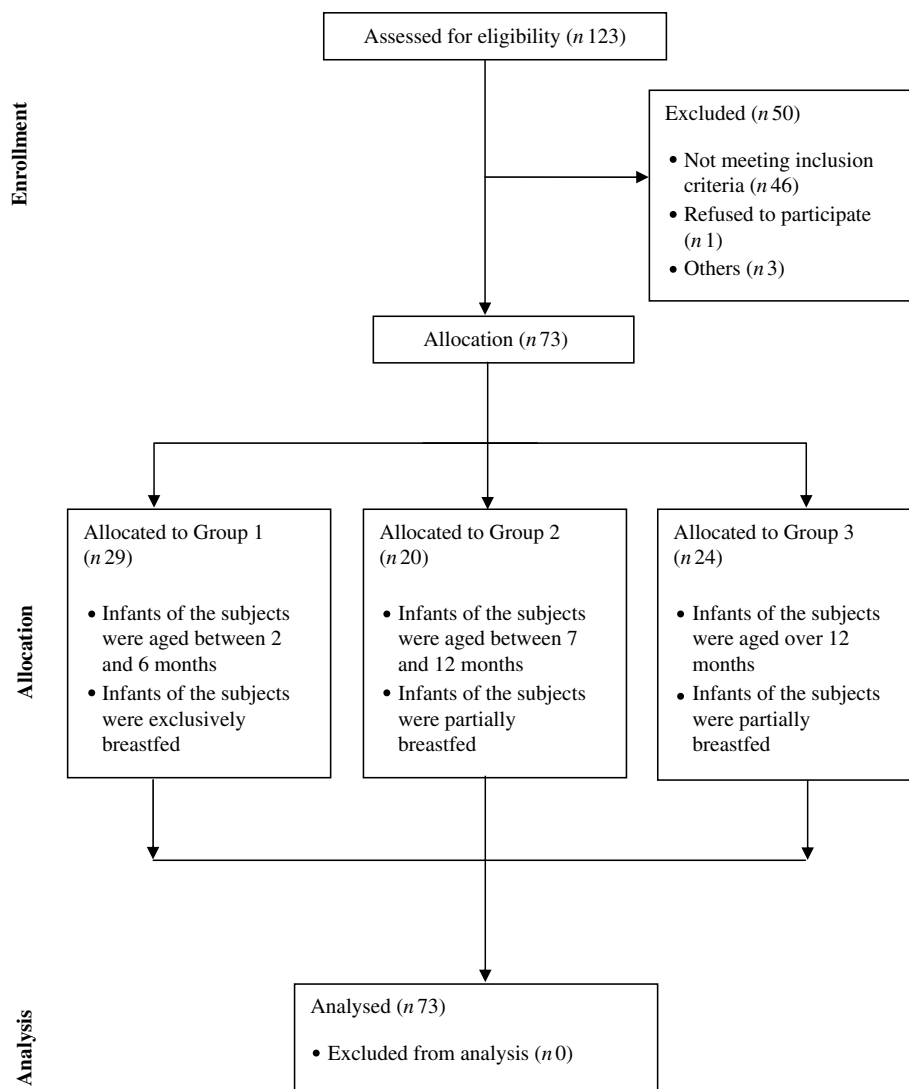 Assessed for eligibility (n 123)
Enrollment
Excluded (n 50)
• Not meeting inclusion
criteria (n 46)
• Refused to participate
(n 1)
• Others (n 3)
Allocation (n 73)
Allocation
Allocated to Group 1
(n 29)
• Infants of the subjects
were aged between 2
and 6 months
• Infants of the subjects
were exclusively
breastfed
Allocated to Group 2
(n 20)
• Infants of the subjects
were aged between 7
and 12 months
• Infants of the subjects
were partially
breastfed
Allocated to Group 3
(n 24)
• Infants of the subjects
were aged over 12
months
• Infants of the subjects
were partially
breastfed
Analysis
Analysed (n 73)
• Excluded from analysis (n 0)